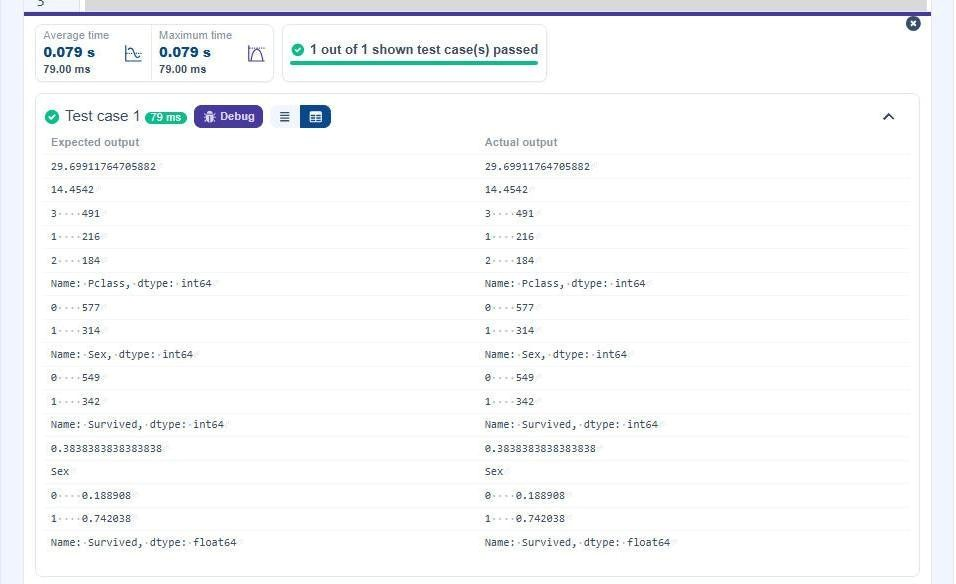 Average time
0.079 s
79.00 ms
Maximum time
0.079 s
79.00 ms
1 out of 1 shown test case(s) passed
Test case 1 79 ms Debug
Expected output Actual output
29.69911764705882 29.69911764705882
14.4542 14.4542
3····491 3····491
1····216 1····216
2····184 2····184
Name:·Pclass,·dtype:·int64 Name:·Pclass,·dtype:·int64
0····577 0····577
1····314 1····314
Name:·Sex,·dtype:·int64 Name:·Sex,·dtype:·int64
0····549 0····549
1····342 1····342
Name:·Survived,·dtype:·int64 Name:·Survived,·dtype:·int64
0.3838383838383838 0.3838383838383838
Sex Sex
0····0.188908 0····0.188908
1····0.742038 1····0.742038
Name:·Survived,·dtype:·float64 Name:·Survived,·dtype:·float64